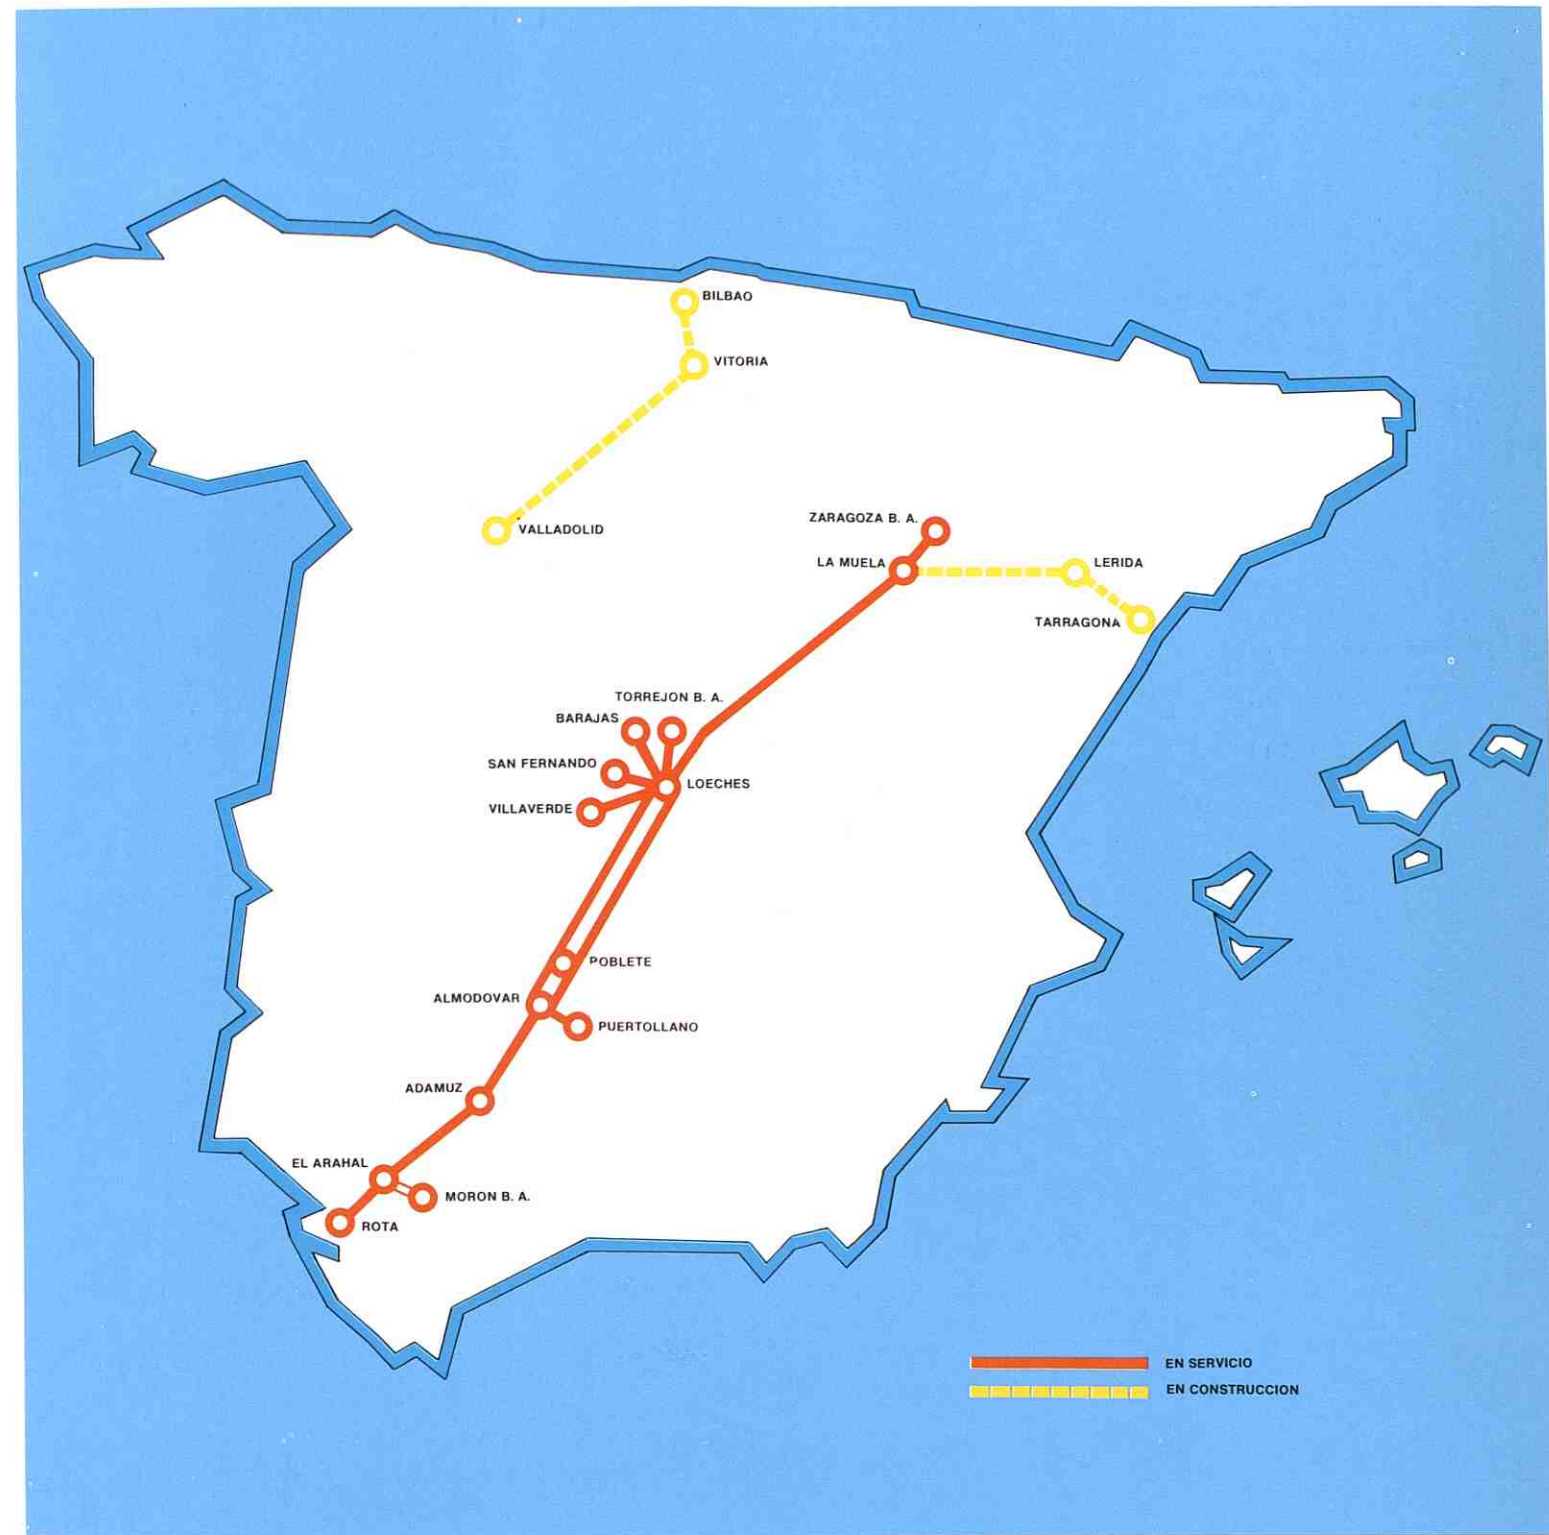 BILBAO
VITORIA
VALLADOLID
ZARAGOZA B. A.
LA MUELA
LERIDA
TARRAGONA
TORREJON B. A.
BARAJAS
SAN FERNANDO
LOECHES
VILLAVERDE
POBLETE
ALMODOVAR
PUERTOLLANO
ADAMUZ
EL ARAHAL
MORON B. A.
ROTA
EN SERVICIO
EN CONSTRUCCION